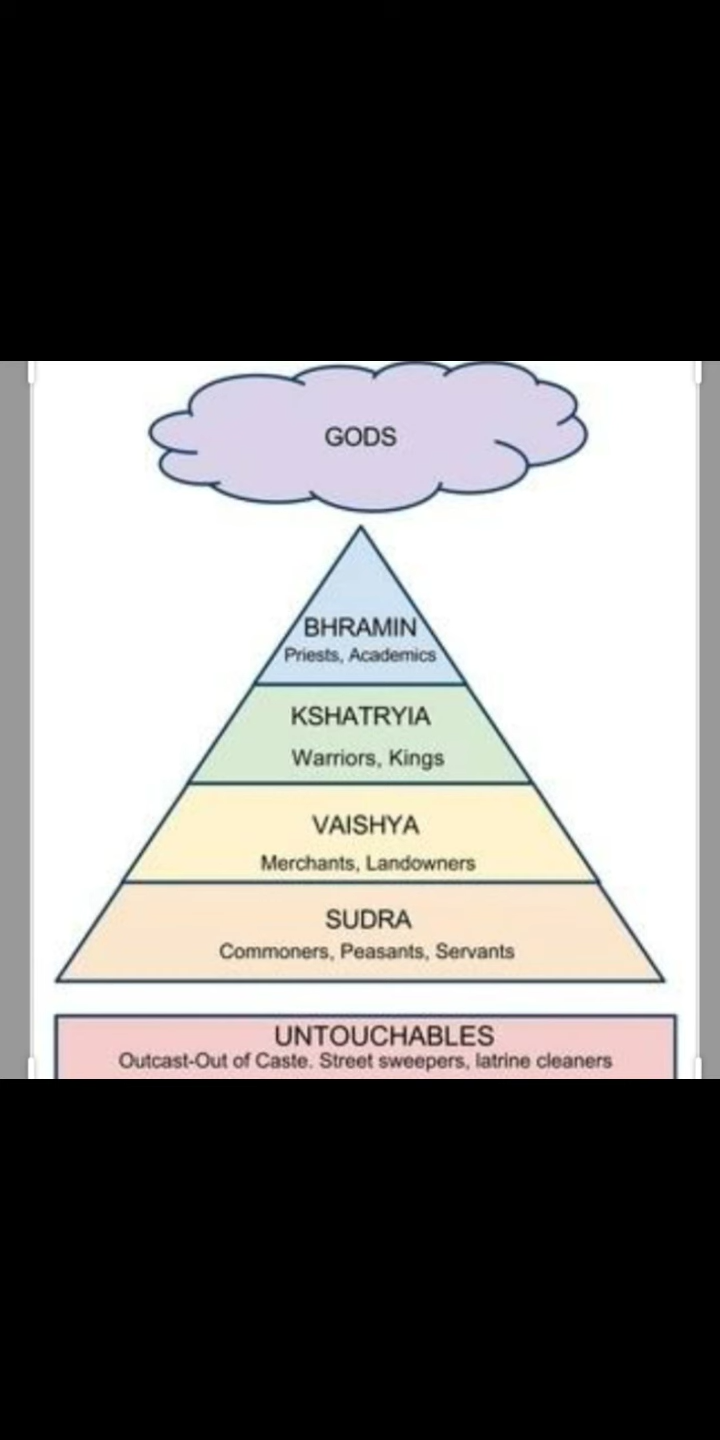 GODS
BHRAMIN
Priests, Academics
KSHATRYIA
Warriors, Kings
VAISHYA
Merchants, Landowners
SUDRA
Commoners, Peasants, Servants
UNTOUCHABLES
Outcast-Out of Caste. Street sweepers, latrine cleaners